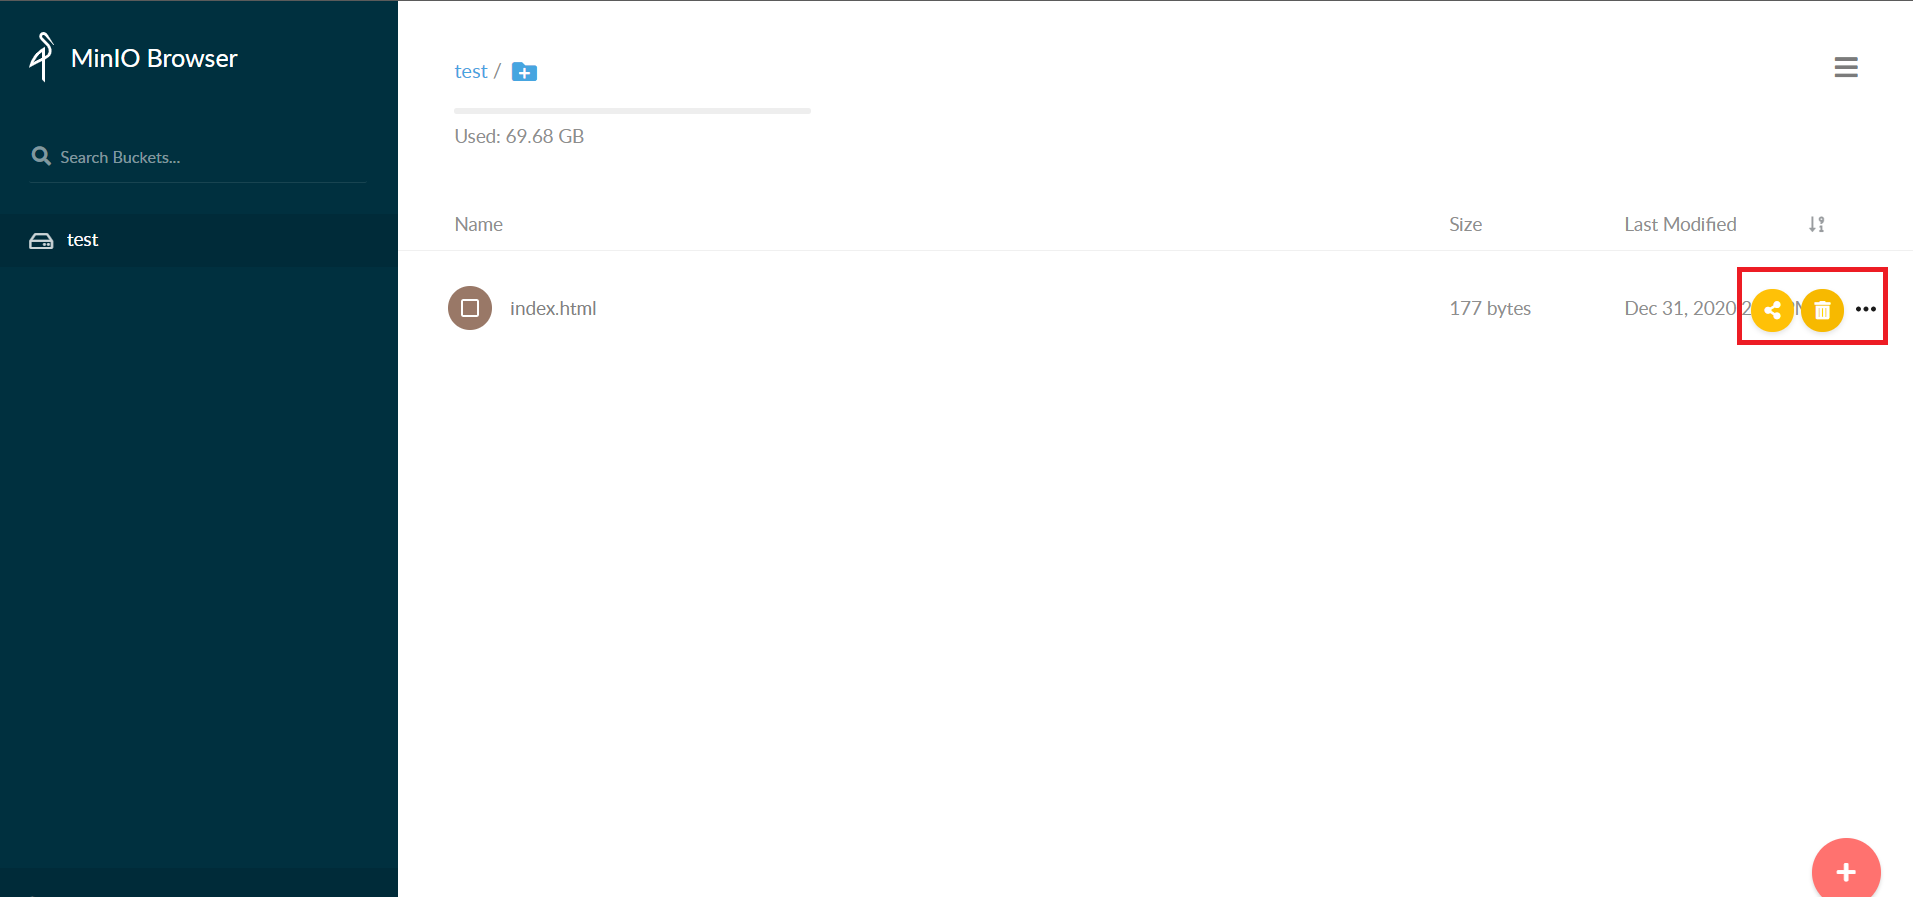 MinIO Browser
Search Buckets...
test
test /
Used: 69.68 GB
Name Size Last Modified
index.html 177 bytes Dec 31, 2020 2